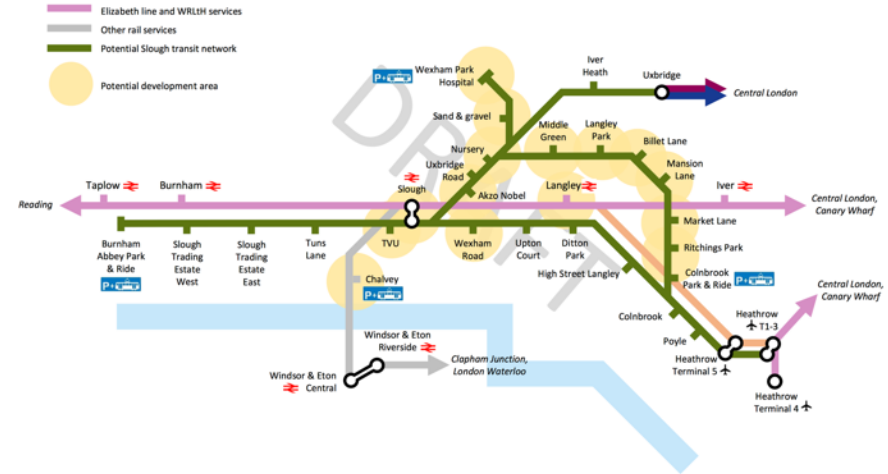 Elizabeth line and WRLtH services
Other rail services
Potential Slough transit network
Potential development area
DRAFT
P+
Wexham Park
Hospital
Sand & gravel
Nursery
Uxbridge
Road
Akzo Nobel
Iver
Heath
Uxbridge
Central London
Middle
Green
Langley
Park
Billet Lane
Mansion
Lane
Reading
Taplow
Burnham
Slough
Langley
Iver
Central London,
Canary Wharf
Burnham
Abbey Park
& Ride
P+
Slough
Trading
Estate
West
Slough
Trading
Estate
East
Tuns
Lane
TVU
Wexham
Road
Upton
Court
Ditton
Park
High Street Langley
Market Lane
Ritchings Park
Colnbrook
Park & Ride
P+
Chalvey
P+
Colnbrook
Poyle
Heathrow
Terminal 5
Heathrow
T1-3
Heathrow
Terminal 4
Central London,
Canary Wharf
Windsor & Eton
Riverside
Windsor & Eton
Central
Clapham Junction,
London Waterloo